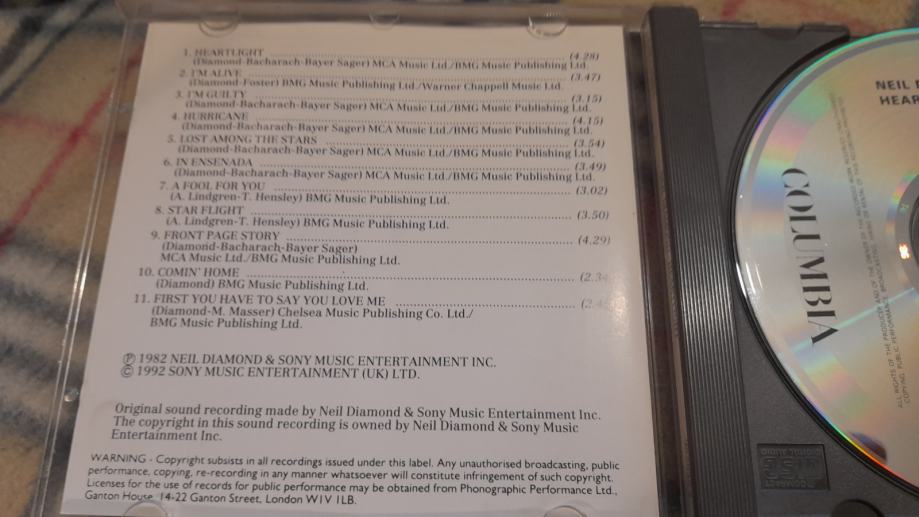 1. HEARTLIGHT ........ (4.28)
(Diamond-Bacharach-Bayer Sager) MCA Music Ltd./BMG Music Publishing Ltd.
2. I'M ALIVE ........ (3.47)
(Diamond-Foster) BMG Music Publishing Ltd./Warner Chappell Music Ltd.
3. I'M GUILTY ........ (3.15)
(Diamond-Bacharach-Bayer Sager) MCA Music Ltd./BMG Music Publishing Ltd.
4. HURRICANE ........ (4.15)
(Diamond-Bacharach-Bayer Sager) MCA Music Ltd./BMG Music Publishing Ltd.
5. LOST AMONG THE STARS ........ (3.54)
(Diamond-Bacharach-Bayer Sager) MCA Music Ltd./BMG Music Publishing Ltd.
6. IN ENSENADA ........ (3.49)
(Diamond-Bacharach-Bayer Sager) MCA Music Ltd./BMG Music Publishing Ltd.
7. A FOOL FOR YOU ........ (3.02)
(A. Lindgren-T. Hensley) BMG Music Publishing Ltd.
8. STAR FLIGHT ........ (3.50)
(A. Lindgren-T. Hensley) BMG Music Publishing Ltd.
9. FRONT PAGE STORY ........ (4.29)
(Diamond-Bacharach-Bayer Sager)
MCA Music Ltd./BMG Music Publishing Ltd.
10. COMIN' HOME ........ (2.34
(Diamond) BMG Music Publishing Ltd.
11. FIRST YOU HAVE TO SAY YOU LOVE ME ........
(Diamond-M. Masser) Chelsea Music Publishing Co. Ltd./
BMG Music Publishing Ltd.
℗ 1982 NEIL DIAMOND & SONY MUSIC ENTERTAINMENT INC.
© 1992 SONY MUSIC ENTERTAINMENT (UK) LTD.
Original sound recording made by Neil Diamond & Sony Music Entertainment Inc.
The copyright in this sound recording is owned by Neil Diamond & Sony Music
Entertainment Inc.
WARNING - Copyright subsists in all recordings issued under this label. Any unauthorised broadcasting, public
performance, copying, re-recording in any manner whatsoever will constitute infringement of such copyright.
Licenses for the use of records for public performance may be obtained from Phonographic Performance Ltd.,
Ganton House, 14-22 Ganton Street, London W1V 1LB.
NEIL D
HEAR
COLUMBIA
COMPACT
disc
DIGITAL AUDIO